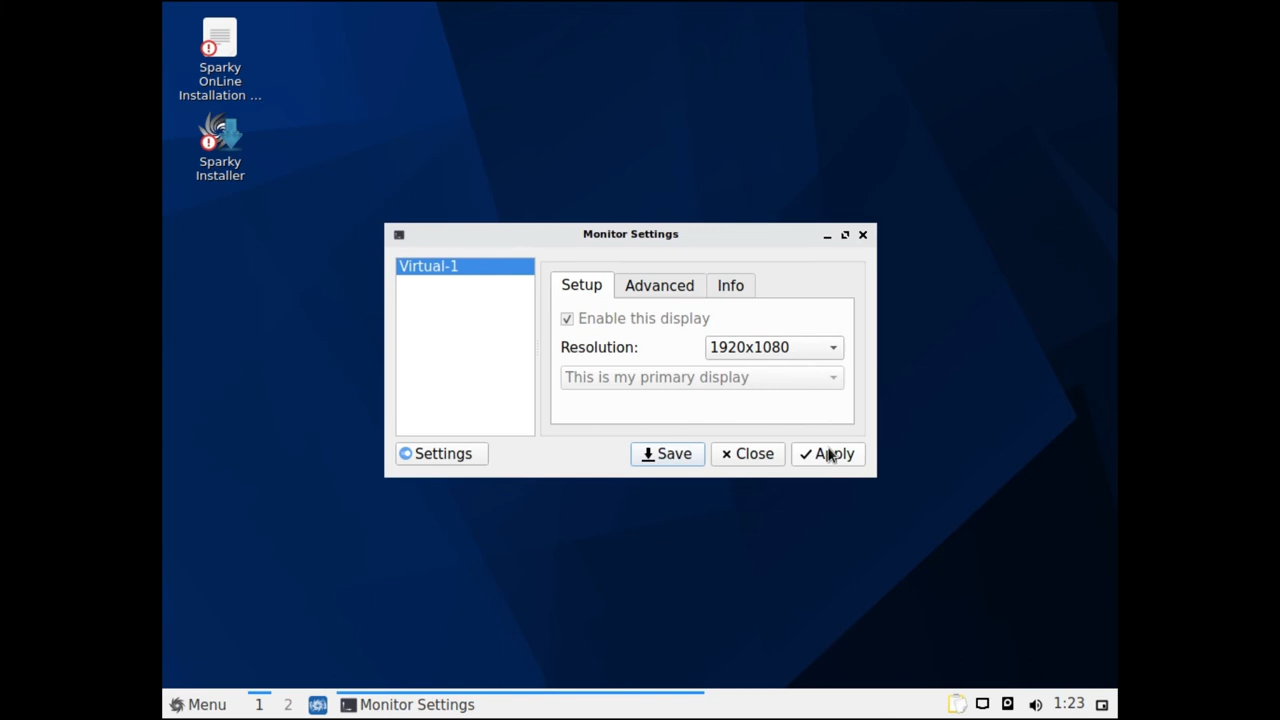 Sparky
OnLine
Installation ...
Sparky
Installer
Monitor Settings
Virtual-1
Setup
Advanced
Info
Enable this display
Resolution:
1920x1080
This is my primary display
Settings
Save
Close
Apply
Menu
1
2
Monitor Settings
1:23